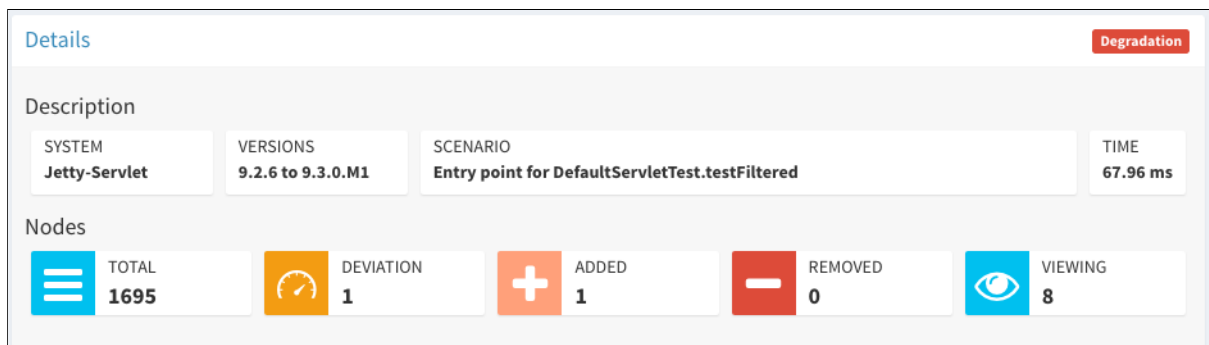 Details
Degradation
Description
SYSTEM
Jetty-Servlet
VERSIONS
9.2.6 to 9.3.0.M1
SCENARIO
Entry point for DefaultServletTest.testFiltered
TIME
67.96 ms
Nodes
TOTAL
1695
DEVIATION
1
ADDED
1
REMOVED
0
VIEWING
8